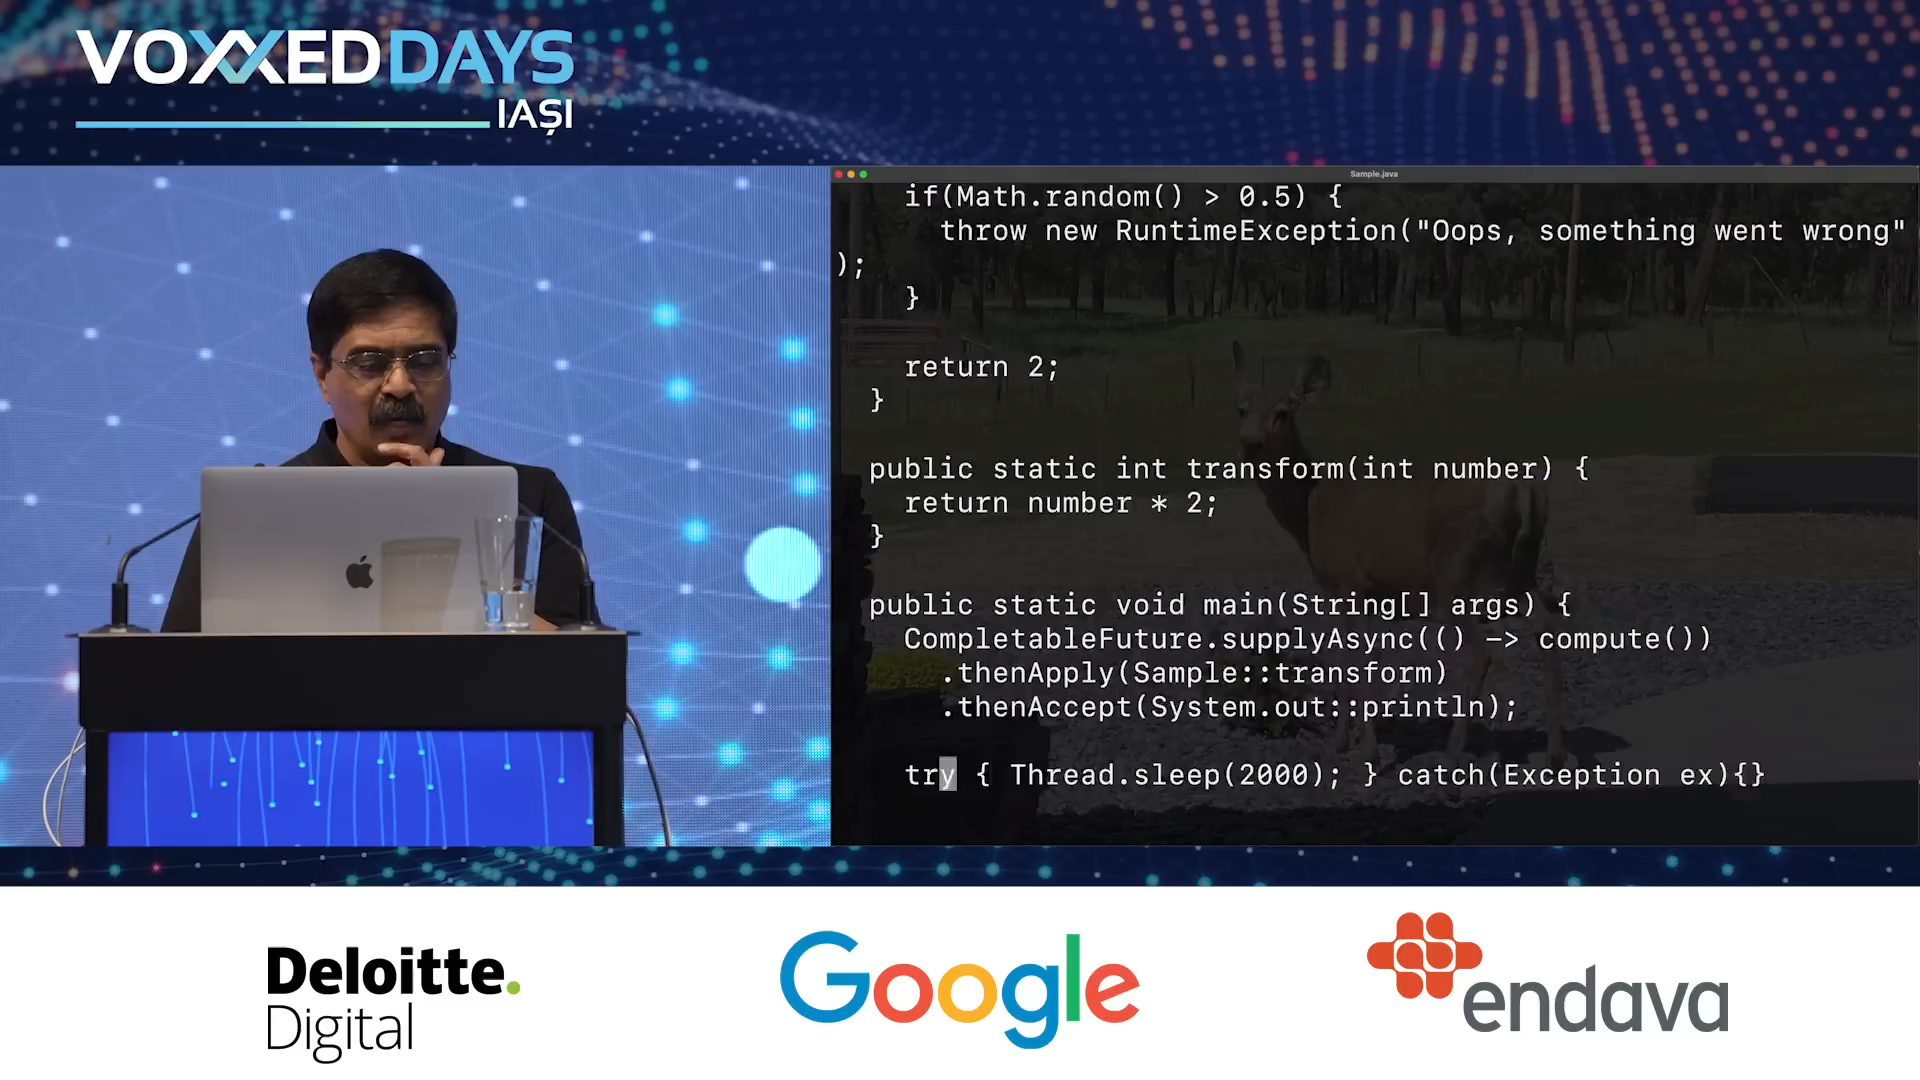 VOXXEDDAYS
IAȘI
Sample.java
if(Math.random() > 0.5) {
throw new RuntimeException("Oops, something went wrong"
);
}
return 2;
}
public static int transform(int number) {
return number * 2;
}
public static void main(String[] args) {
CompletableFuture.supplyAsync(() -> compute())
.thenApply(Sample::transform)
.thenAccept(System.out::println);
try { Thread.sleep(2000); } catch(Exception ex){}
Deloitte.
Digital
Google
endava